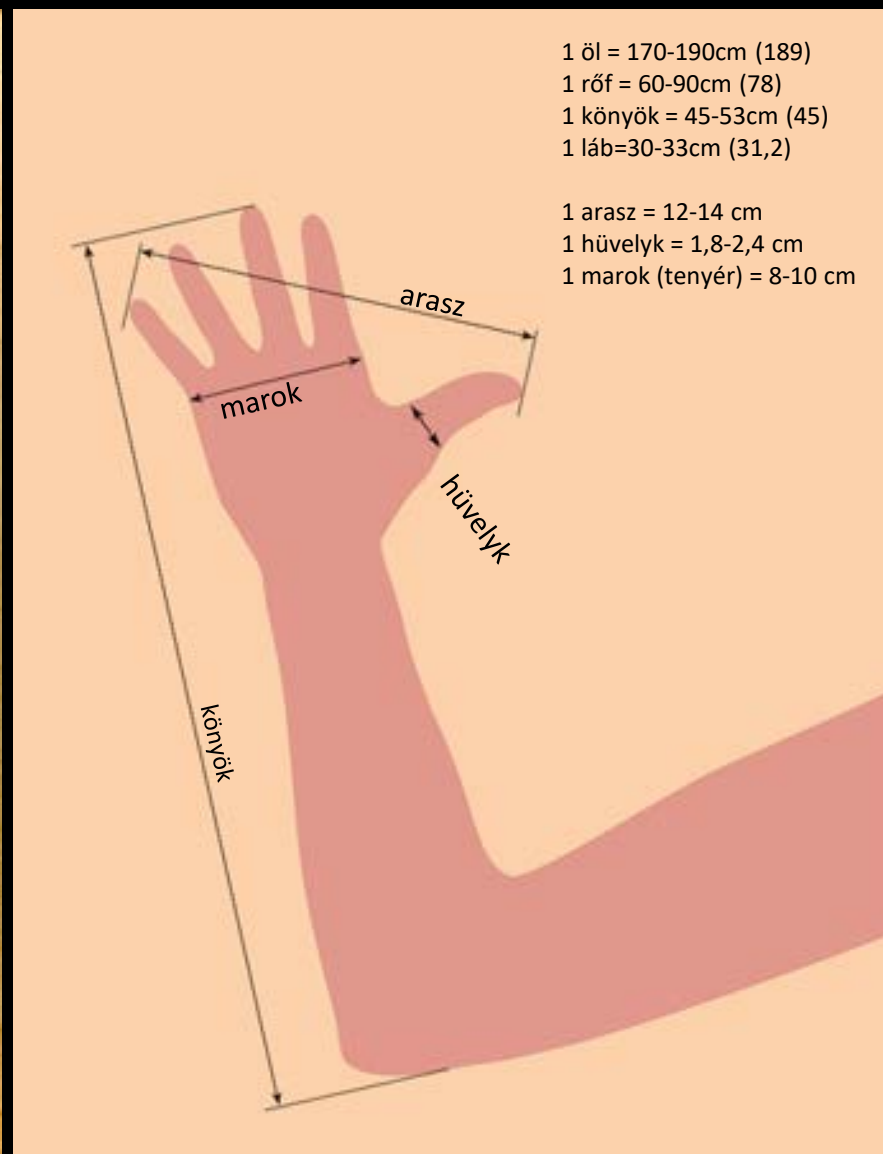 1 öl = 170-190cm (189)
1 rőf = 60-90cm (78)
1 könyök = 45-53cm (45)
1 láb=30-33cm (31,2)
1 arasz = 12-14 cm
1 hüvelyk = 1,8-2,4 cm
1 marok (tenyér) = 8-10 cm
arasz
marok
hüvelyk
könyök